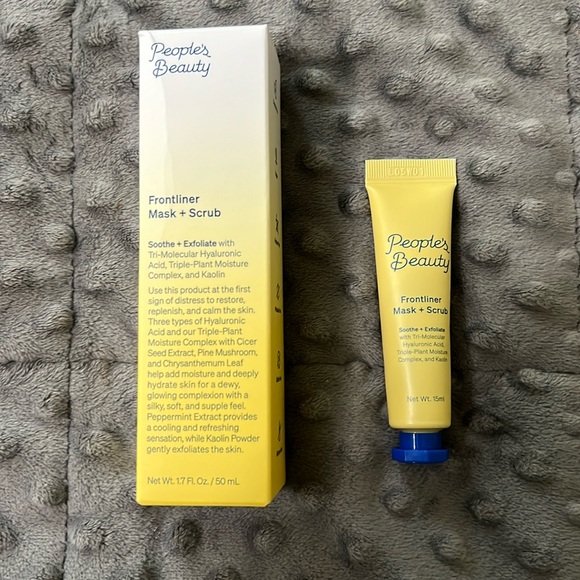 People's
Beauty
Frontliner
Mask + Scrub
Soothe + Exfoliate with
Tri-Molecular Hyaluronic
Acid, Triple-Plant Moisture
Complex, and Kaolin
Use this product at the first
sign of distress to restore,
replenish, and calm the skin.
Three types of Hyaluronic
Acid and our Triple-Plant
Moisture Complex with Cicer
Seed Extract, Pine Mushroom,
and Chrysanthemum Leaf
help add moisture and deeply
hydrate skin for a dewy,
glowing complexion with a
silky, soft, and supple feel.
Peppermint Extract provides
a cooling and refreshing
sensation, while Kaolin Powder
gently exfoliates the skin.
Net Wt. 1.7 Fl. Oz. / 50 mL
People's
Beauty
Frontliner
Mask + Scrub
Soothe + Exfoliate
with Tri-Molecular
Hyaluronic Acid,
Triple-Plant Moisture
Complex, and Kaolin
Net Wt. 15ml